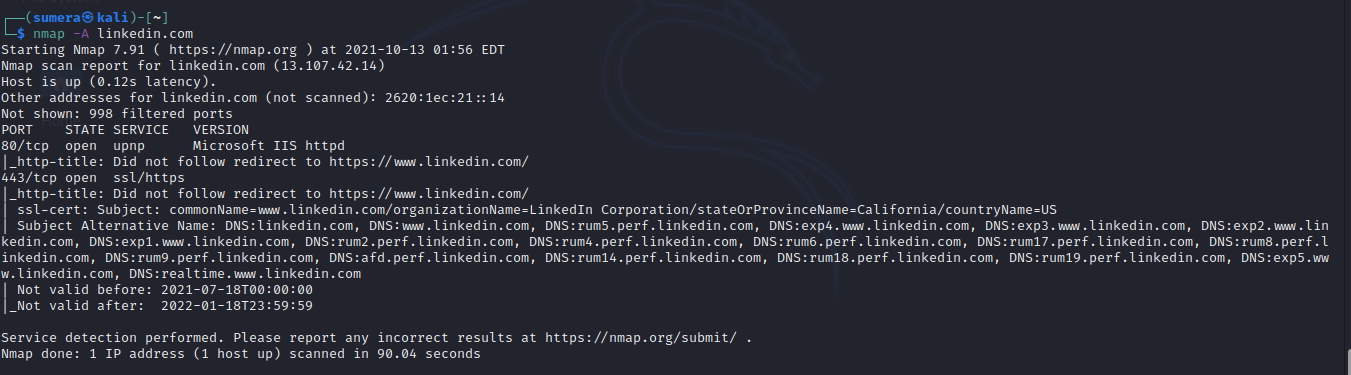 (sumera㉿kali)-[~]
$ nmap -A linkedin.com
Starting Nmap 7.91 ( https://nmap.org ) at 2021-10-13 01:56 EDT
Nmap scan report for linkedin.com (13.107.42.14)
Host is up (0.12s latency).
Other addresses for linkedin.com (not scanned): 2620:1ec:21::14
Not shown: 998 filtered ports
PORT    STATE SERVICE   VERSION
80/tcp  open  upnp      Microsoft IIS httpd
|_http-title: Did not follow redirect to https://www.linkedin.com/
443/tcp open  ssl/https
|_http-title: Did not follow redirect to https://www.linkedin.com/
| ssl-cert: Subject: commonName=www.linkedin.com/organizationName=LinkedIn Corporation/stateOrProvinceName=California/countryName=US
| Subject Alternative Name: DNS:linkedin.com, DNS:www.linkedin.com, DNS:rum5.perf.linkedin.com, DNS:exp4.www.linkedin.com, DNS:exp3.www.linkedin.com, DNS:exp2.www.lin
kedin.com, DNS:exp1.www.linkedin.com, DNS:rum2.perf.linkedin.com, DNS:rum4.perf.linkedin.com, DNS:rum6.perf.linkedin.com, DNS:rum17.perf.linkedin.com, DNS:rum8.perf.l
inkedin.com, DNS:rum9.perf.linkedin.com, DNS:afd.perf.linkedin.com, DNS:rum14.perf.linkedin.com, DNS:rum18.perf.linkedin.com, DNS:rum19.perf.linkedin.com, DNS:exp5.ww
w.linkedin.com, DNS:realtime.www.linkedin.com
| Not valid before: 2021-07-18T00:00:00
|_Not valid after:  2022-01-18T23:59:59
Service detection performed. Please report any incorrect results at https://nmap.org/submit/ .
Nmap done: 1 IP address (1 host up) scanned in 90.04 seconds